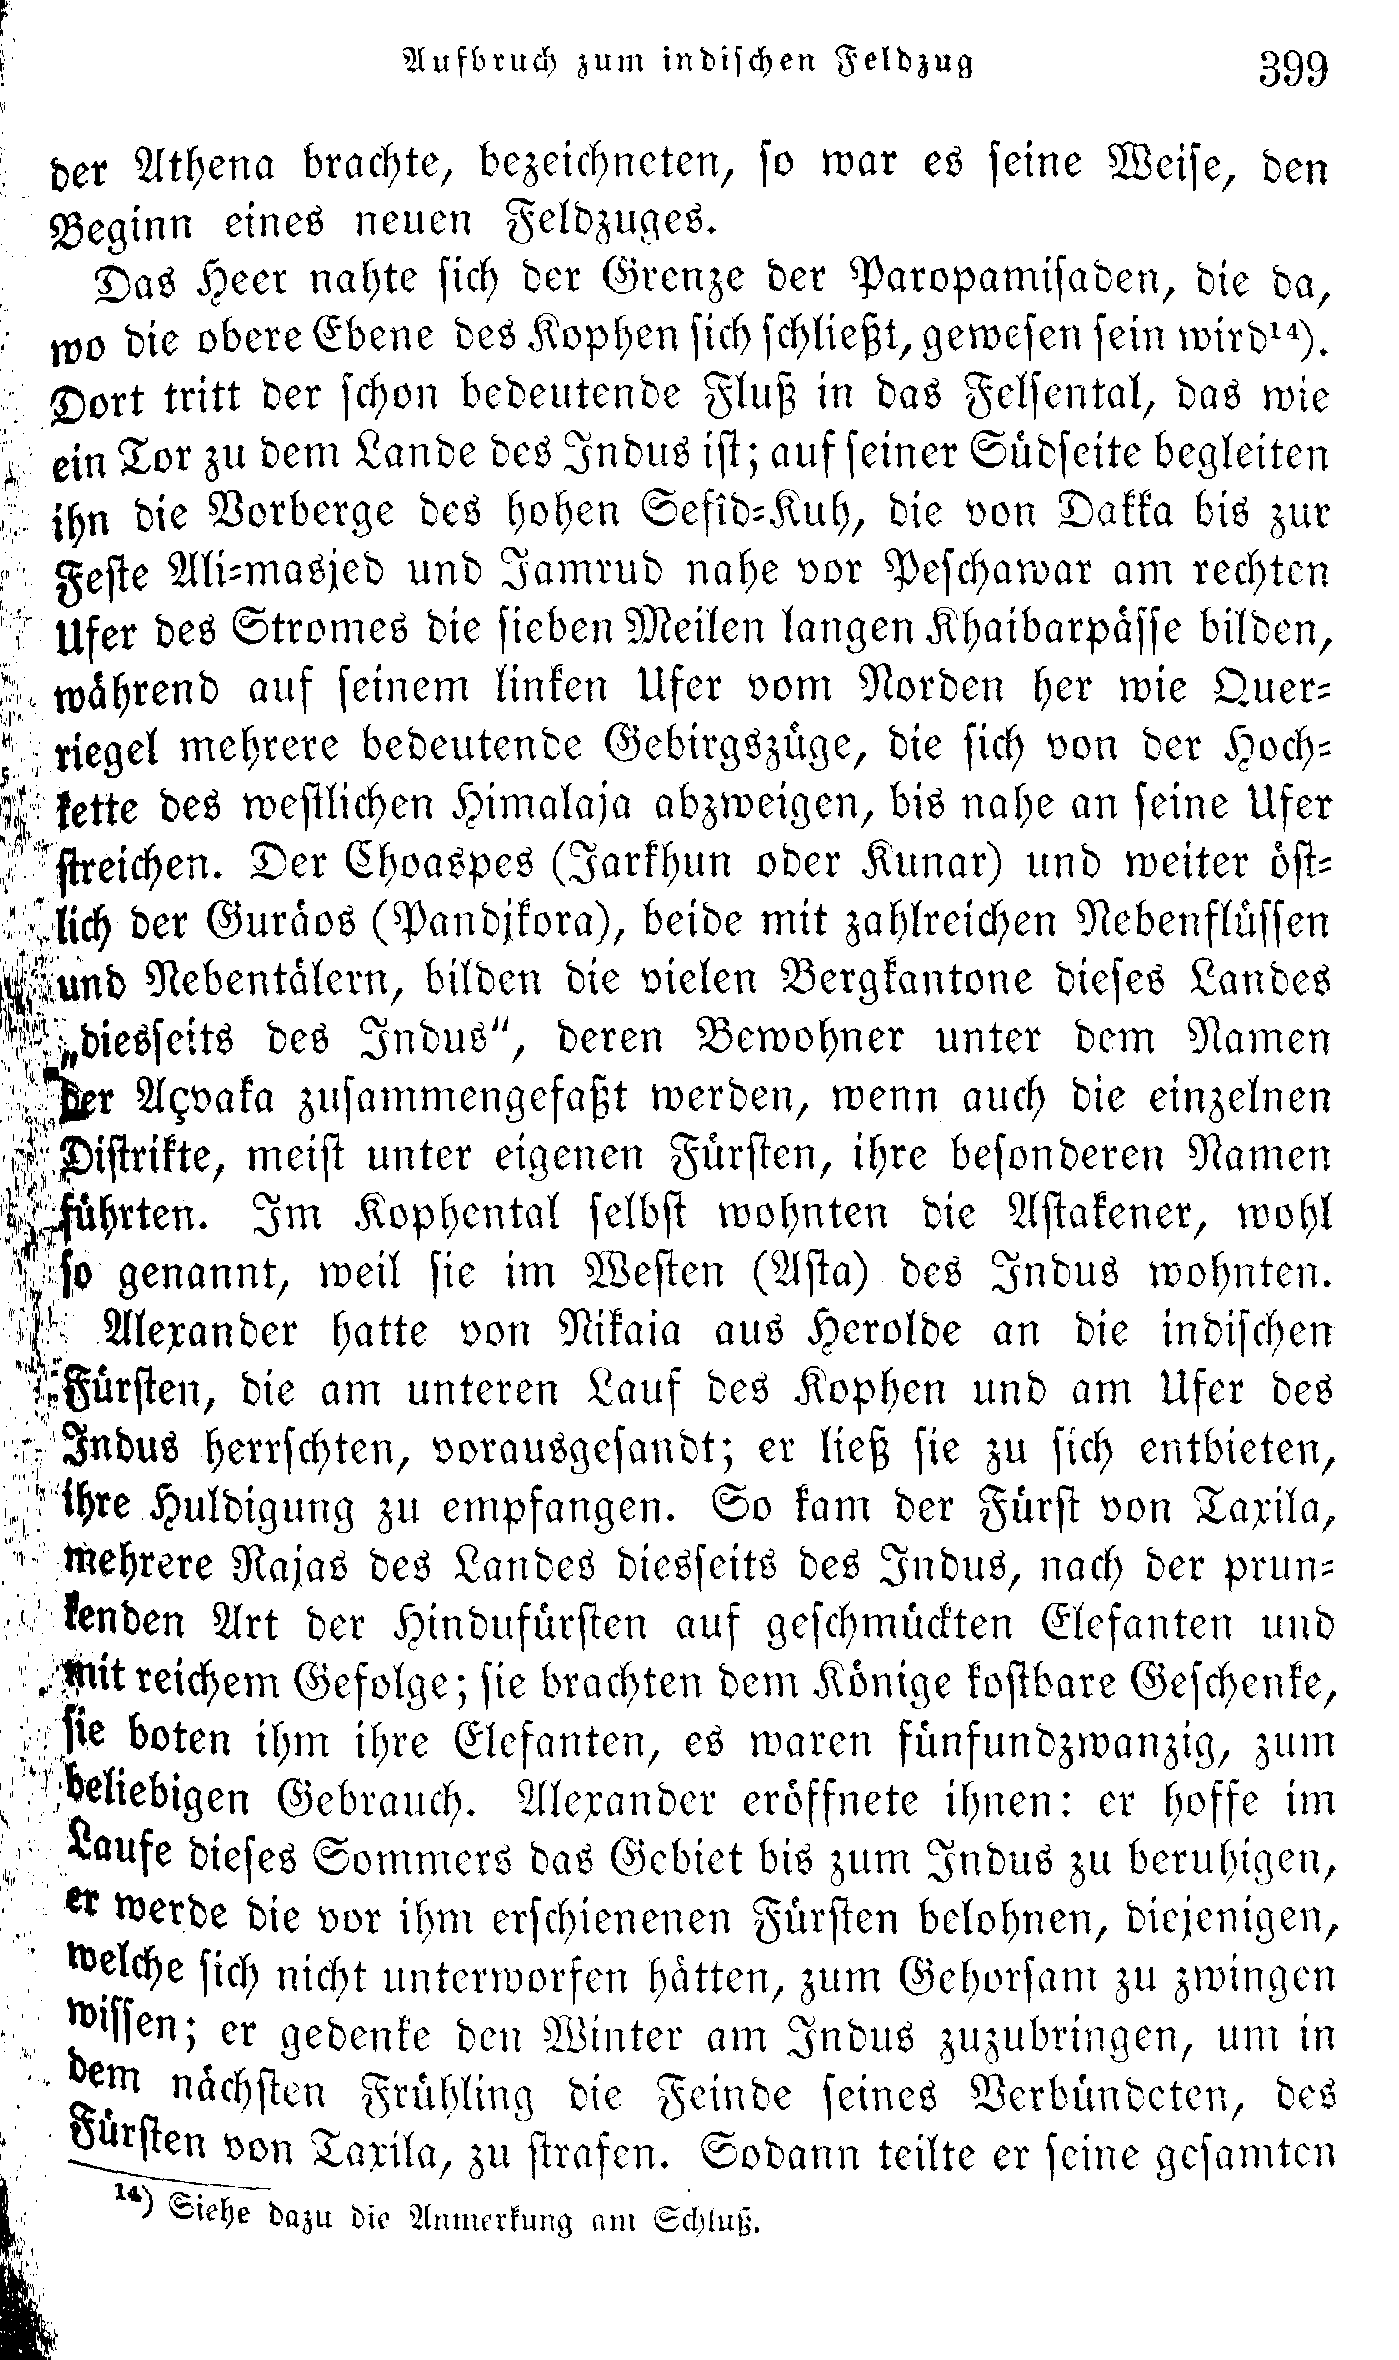 Aufbruch zum indischen Feldzug 399
der Athena brachte, bezeichneten, so war es seine Weise, den
Beginn eines neuen Feldzuges.
Das Heer nahte sich der Grenze der Paropamisaden, die da,
wo die obere Ebene des Kophen sich schließt, gewesen sein wird¹⁴).
Dort tritt der schon bedeutende Fluß in das Felsental, das wie
ein Tor zu dem Lande des Indus ist; auf seiner Südseite begleiten
ihn die Vorberge des hohen Sefîd-Kuh, die von Dakka bis zur
Feste Ali-masjed und Jamrud nahe vor Peschawar am rechten
Ufer des Stromes die sieben Meilen langen Khaibarpässe bilden,
während auf seinem linken Ufer vom Norden her wie Quer-
riegel mehrere bedeutende Gebirgszüge, die sich von der Hoch-
kette des westlichen Himalaja abzweigen, bis nahe an seine Ufer
streichen. Der Choaspes (Jarkhun oder Kunar) und weiter öst-
lich der Guräos (Pandjkora), beide mit zahlreichen Nebenflüssen
und Nebentälern, bilden die vielen Bergkantone dieses Landes
„diesseits des Indus“, deren Bewohner unter dem Namen
der Açvaka zusammengefaßt werden, wenn auch die einzelnen
Distrikte, meist unter eigenen Fürsten, ihre besonderen Namen
führten. Im Kophental selbst wohnten die Astakener, wohl
so genannt, weil sie im Westen (Asta) des Indus wohnten.
Alexander hatte von Nikaia aus Herolde an die indischen
Fürsten, die am unteren Lauf des Kophen und am Ufer des
Indus herrschten, vorausgesandt; er ließ sie zu sich entbieten,
ihre Huldigung zu empfangen. So kam der Fürst von Taxila,
mehrere Rajas des Landes diesseits des Indus, nach der prun-
kenden Art der Hindufürsten auf geschmückten Elefanten und
mit reichem Gefolge; sie brachten dem Könige kostbare Geschenke,
sie boten ihm ihre Elefanten, es waren fünfundzwanzig, zum
beliebigen Gebrauch. Alexander eröffnete ihnen: er hoffe im
Laufe dieses Sommers das Gebiet bis zum Indus zu beruhigen,
er werde die vor ihm erschienenen Fürsten belohnen, diejenigen,
welche sich nicht unterworfen hätten, zum Gehorsam zu zwingen
wissen; er gedenke den Winter am Indus zuzubringen, um in
dem nächsten Frühling die Feinde seines Verbündeten, des
Fürsten von Taxila, zu strafen. Sodann teilte er seine gesamten
¹⁴) Siehe dazu die Anmerkung am Schluß.